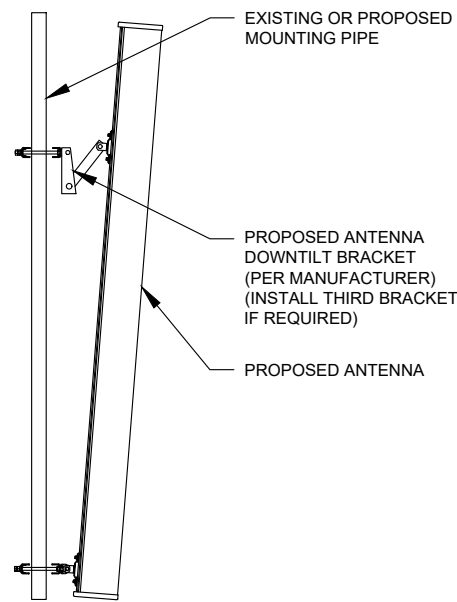 EXISTING OR PROPOSED
MOUNTING PIPE
PROPOSED ANTENNA
DOWNTILT BRACKET
(PER MANUFACTURER)
(INSTALL THIRD BRACKET
IF REQUIRED)
PROPOSED ANTENNA